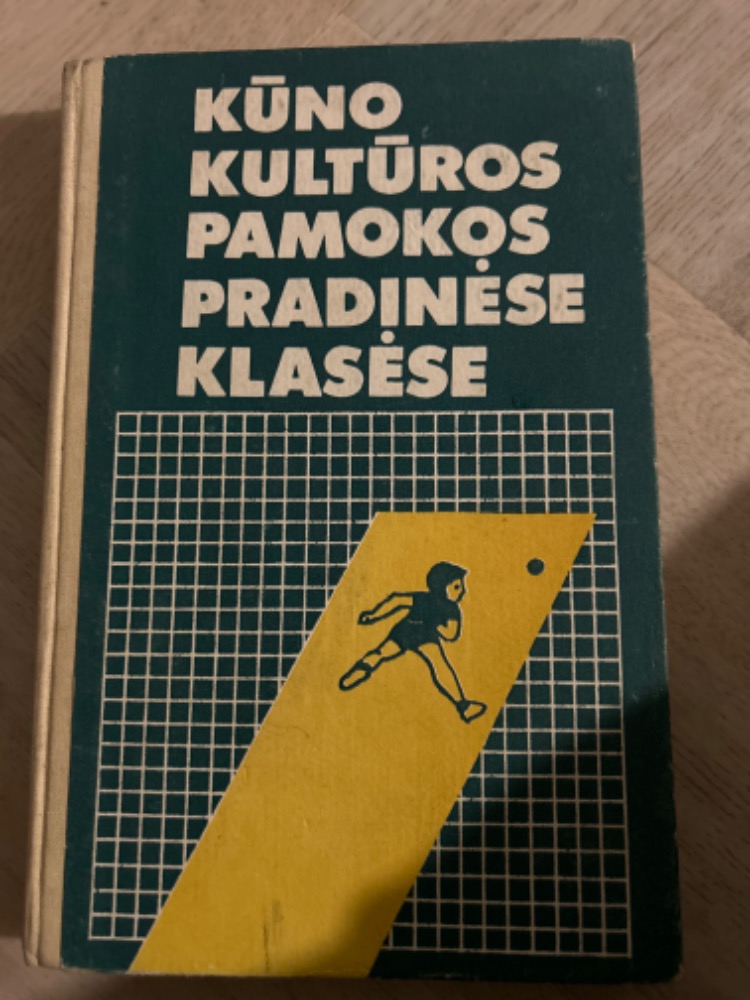 KŪNO
KULTŪROS
PAMOKOS
PRADINĖSE
KLASĖSE